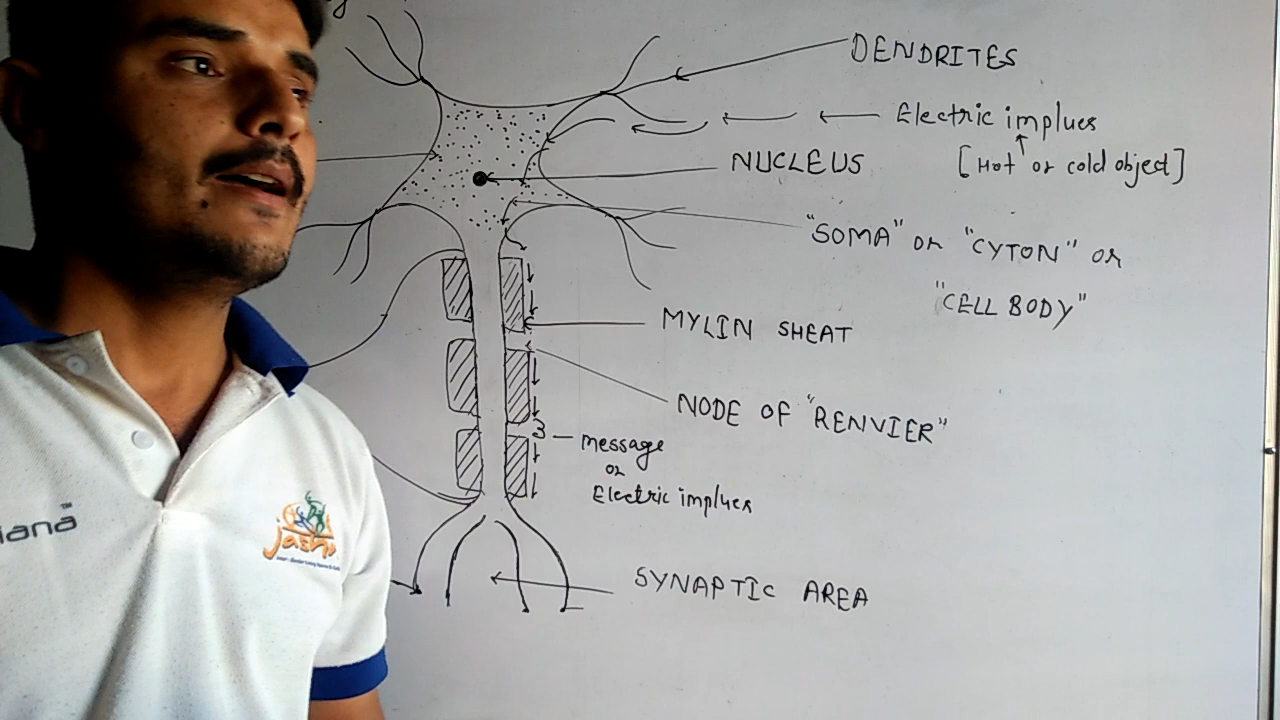 DENDRITES
Electric implues
[Hot or cold object]
NUCLEUS
"SOMA" or "CYTON" or
"CELL BODY"
MYLIN SHEAT
NODE OF "RENVIER"
message
or
Electric implues
SYNAPTIC AREA
iana™
jashn